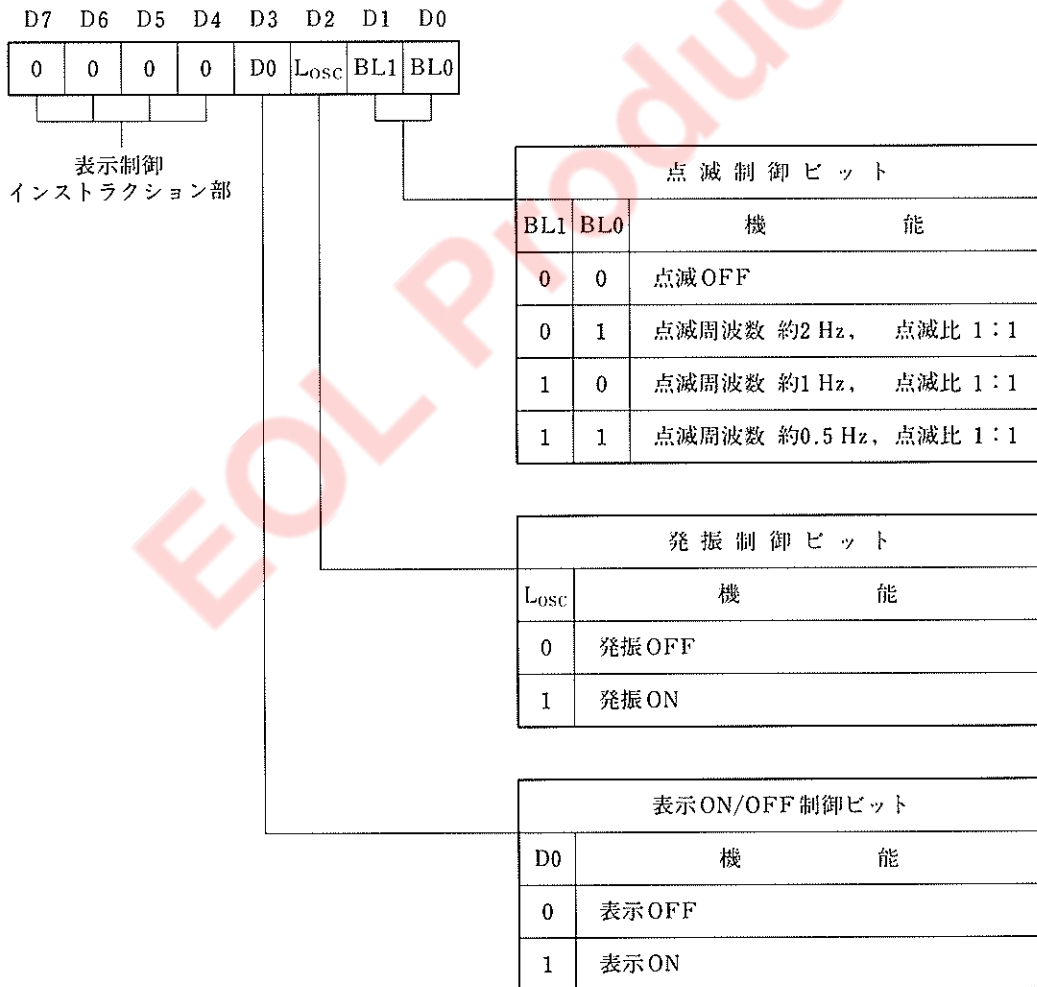 D7 D6 D5 D4 D3 D2 D1 D0
0 0 0 0 D0 Losc BL1 BL0
表示制御
インストラクション部
点滅制御ビット
BL1 BL0 機能
0 0 点滅OFF
0 1 点滅周波数 約2 Hz, 点滅比 1:1
1 0 点滅周波数 約1 Hz, 点滅比 1:1
1 1 点滅周波数 約0.5 Hz, 点滅比 1:1
発振制御ビット
Losc 機能
0 発振OFF
1 発振ON
表示ON/OFF制御ビット
D0 機能
0 表示OFF
1 表示ON
EOL Produc